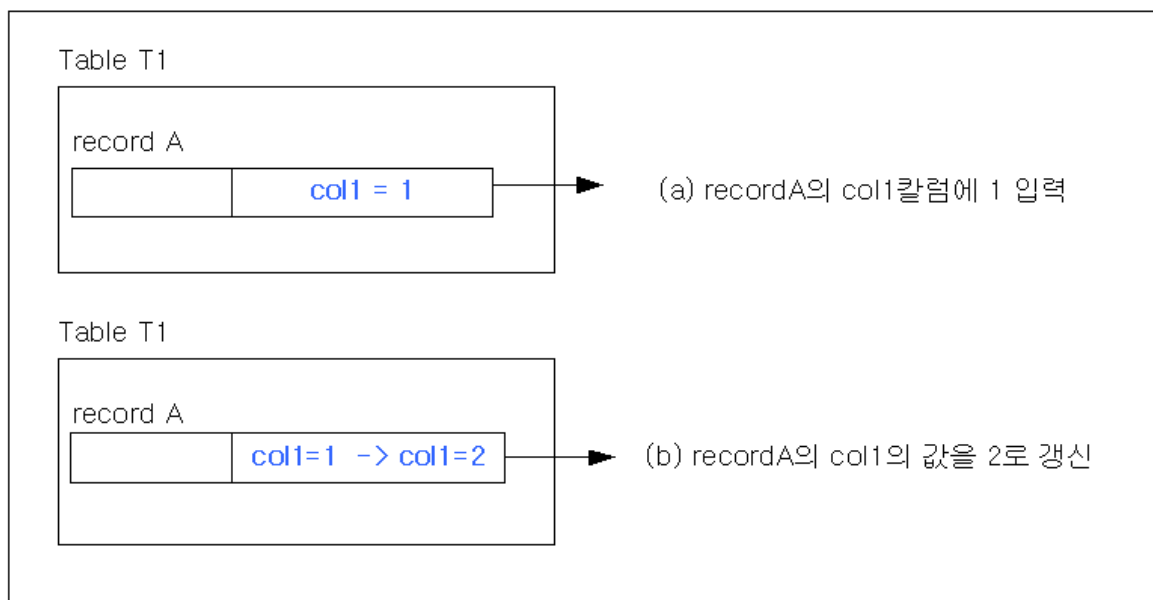 Table T1
record A
col1 = 1
(a) recordA의 col1칼럼에 1 입력
Table T1
record A
col1=1 -> col1=2
(b) recordA의 col1의 값을 2로 갱신